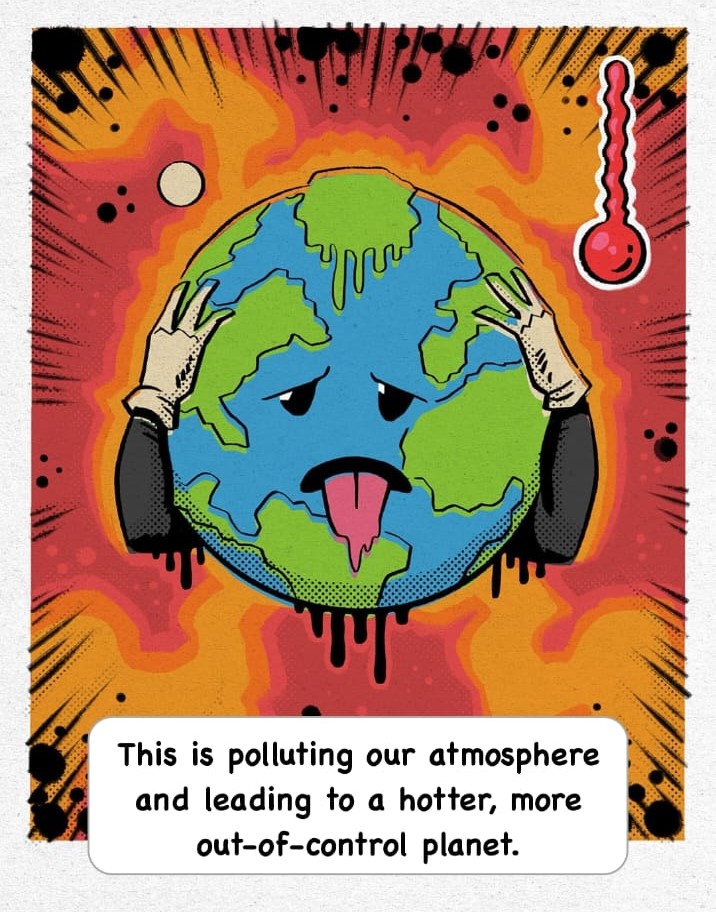 This is polluting our atmosphere
and leading to a hotter, more
out-of-control planet.